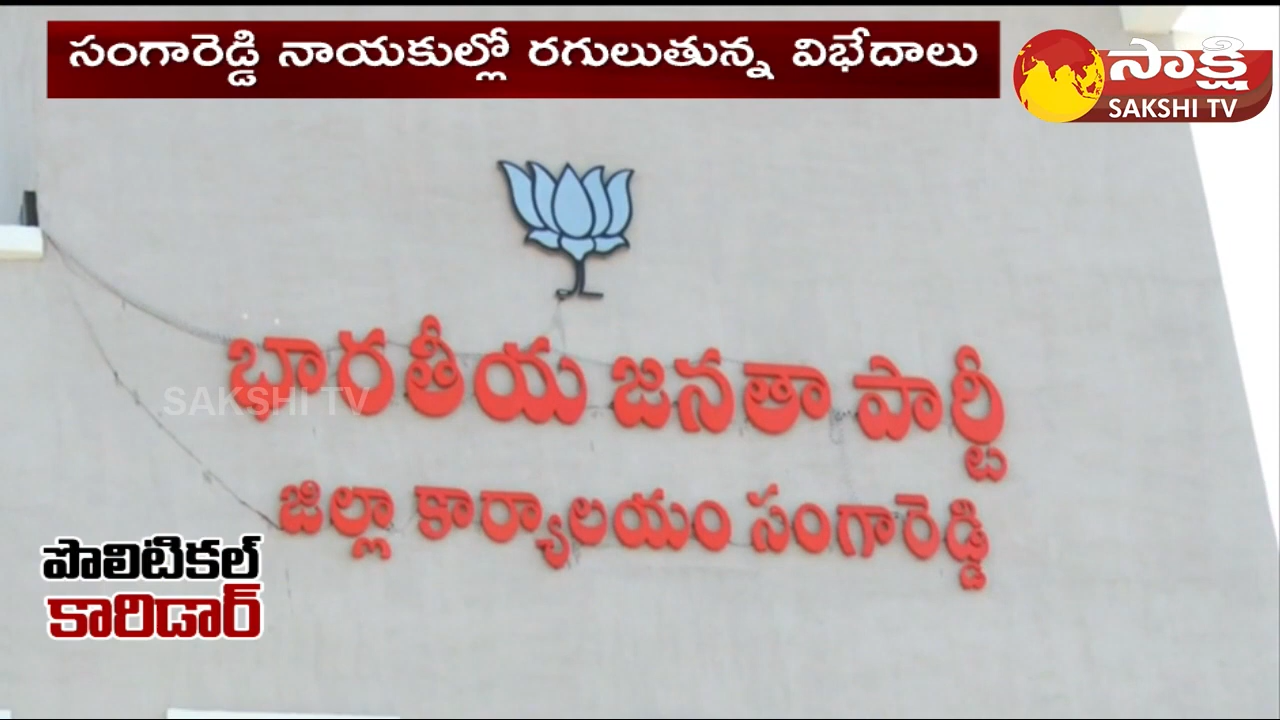 సంగారెడ్డి నాయకుల్లో రగులుతున్న విభేదాలు
సాక్షి
SAKSHI TV
భారతీయ జనతా పార్టీ
SAKSHI TV
జిల్లా కార్యాలయం సంగారెడ్డి
పొలిటికల్
కారిడార్